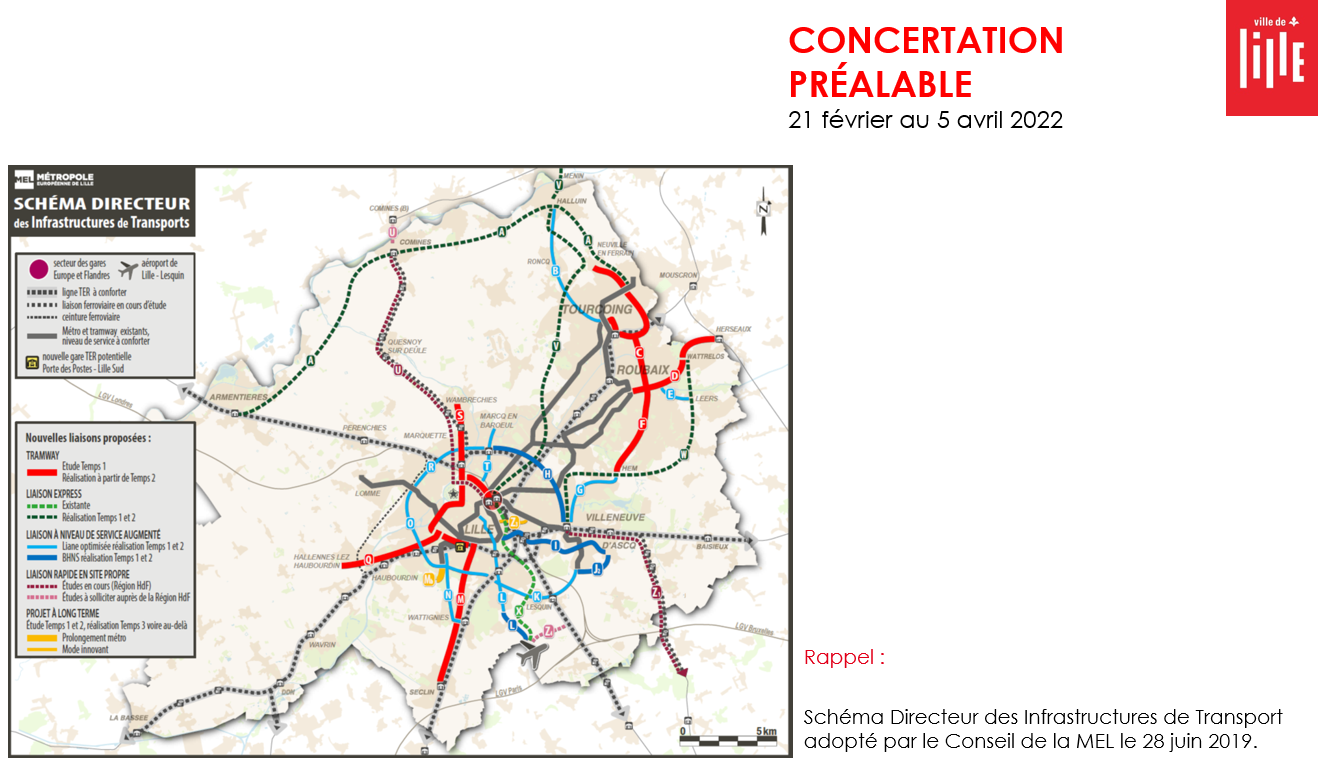 CONCERTATION
PRÉALABLE
21 février au 5 avril 2022
ville de
lille
MEL MÉTROPOLE
EUROPÉENNE DE LILLE
SCHÉMA DIRECTEUR
des Infrastructures de Transports
secteur des gares
Europe et Flandres
aéroport de
Lille - Lesquin
ligne TER à conforter
liaison ferroviaire en cours d'étude
ceinture ferroviaire
Métro et tramway existants,
niveau de service à conforter
nouvelle gare TER potentielle
Porte des Postes - Lille Sud
Nouvelles liaisons proposées :
TRAMWAY
Etude Temps 1
Réalisation à partir de Temps 2
LIAISON EXPRESS
Existante
Réalisation Temps 1 et 2
LIAISON À NIVEAU DE SERVICE AUGMENTÉ
Liane optimisée réalisation Temps 1 et 2
BHNS réalisation Temps 1 et 2
LIAISON RAPIDE EN SITE PROPRE
Études en cours (Région HdF)
Études à solliciter auprès de la Région HdF
PROJET À LONG TERME
Étude Temps 1 et 2, réalisation Temps 3 voire au-delà
Prolongement métro
Mode innovant
MENIN
V
HALLUIN
COMINES (B)
U
COMINES
A
A
NEUVILLE
EN FERRAIN
RONCQ
B
MOUSCRON
N
TOURCOING
HERSEAUX
QUESNOY
SUR DEÛLE
V
C
WATTRELOS
A
U
ROUBAIX
D
E
LEERS
LGV Londres
ARMENTIERES
WAMBRECHIES
S
MARCQ EN
BAROEUL
F
PERENCHIES
MARQUETTE
W
R
T
H
HEM
G
LOMME
O
LILLE
VILLENEUVE
D'ASCQ
BAISIEUX
HALLENNES LEZ
HAUBOURDIN
Q
I
HAUBOURDIN
J
N
M
L
K
Z
X
LESQUIN
WATTIGNIES
L
Z
WAVRIN
LGV Bruxelles
SECLIN
LGV Paris
DON
LA BASSEE
0
5km
Rappel :
Schéma Directeur des Infrastructures de Transport
adopté par le Conseil de la MEL le 28 juin 2019.